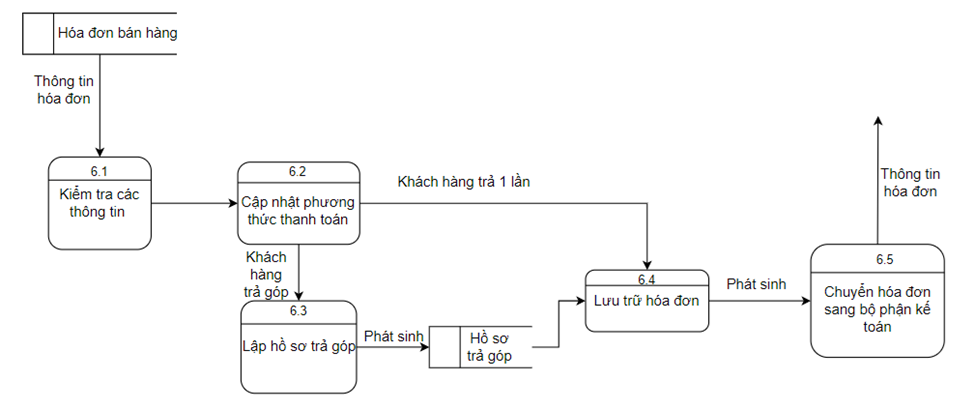 Hóa đơn bán hàng
Thông tin
hóa đơn
6.1
Kiểm tra các
thông tin
6.2
Cập nhật phương
thức thanh toán
Khách hàng trả 1 lần
Khách
hàng
trả góp
6.3
Lập hồ sơ trả góp
Phát sinh
Hồ sơ
trả góp
6.4
Lưu trữ hóa đơn
Phát sinh
6.5
Chuyển hóa đơn
sang bộ phận kế
toán
Thông tin
hóa đơn